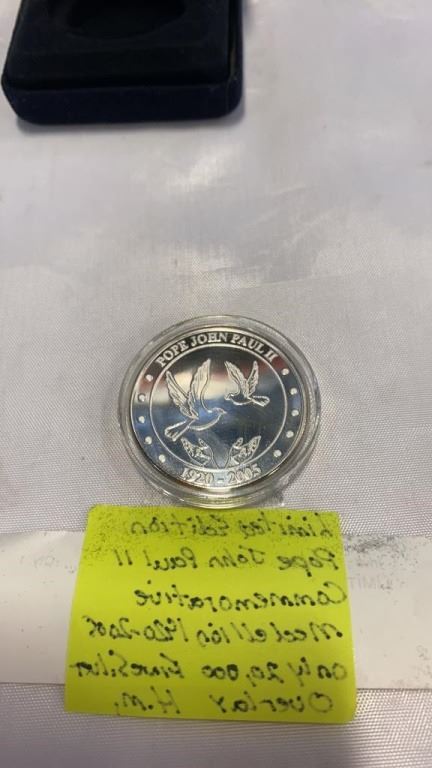 POPE JOHN PAUL II
1920 - 2005
Limited Edition
Pope John Paul II
Commemorative
Medellion, 1920-2005
Only 20,000 Fine Silver
Overlay H.M.